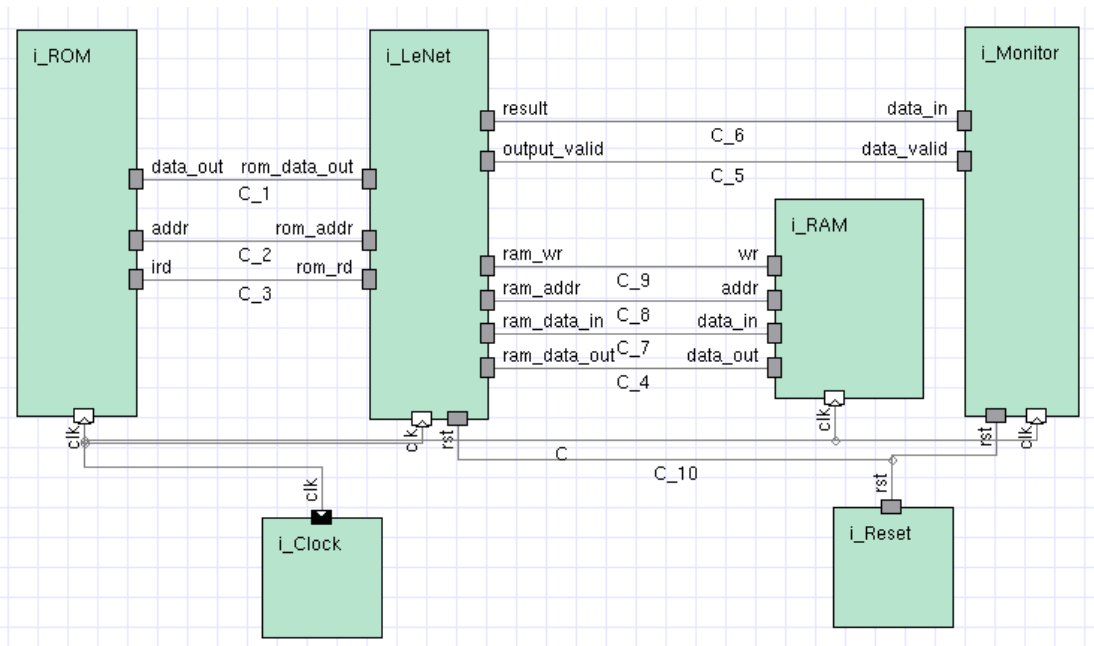 i_ROM
i_LeNet
i_Monitor
result
data_in
C_6
output_valid
data_valid
C_5
data_out
rom_data_out
C_1
addr
rom_addr
C_2
ird
rom_rd
C_3
i_RAM
ram_wr
wr
C_9
ram_addr
addr
C_8
ram_data_in
data_in
C_7
ram_data_out
data_out
C_4
clk
clk
rst
clk
rst
clk
C
C_10
clk
rst
i_Clock
i_Reset